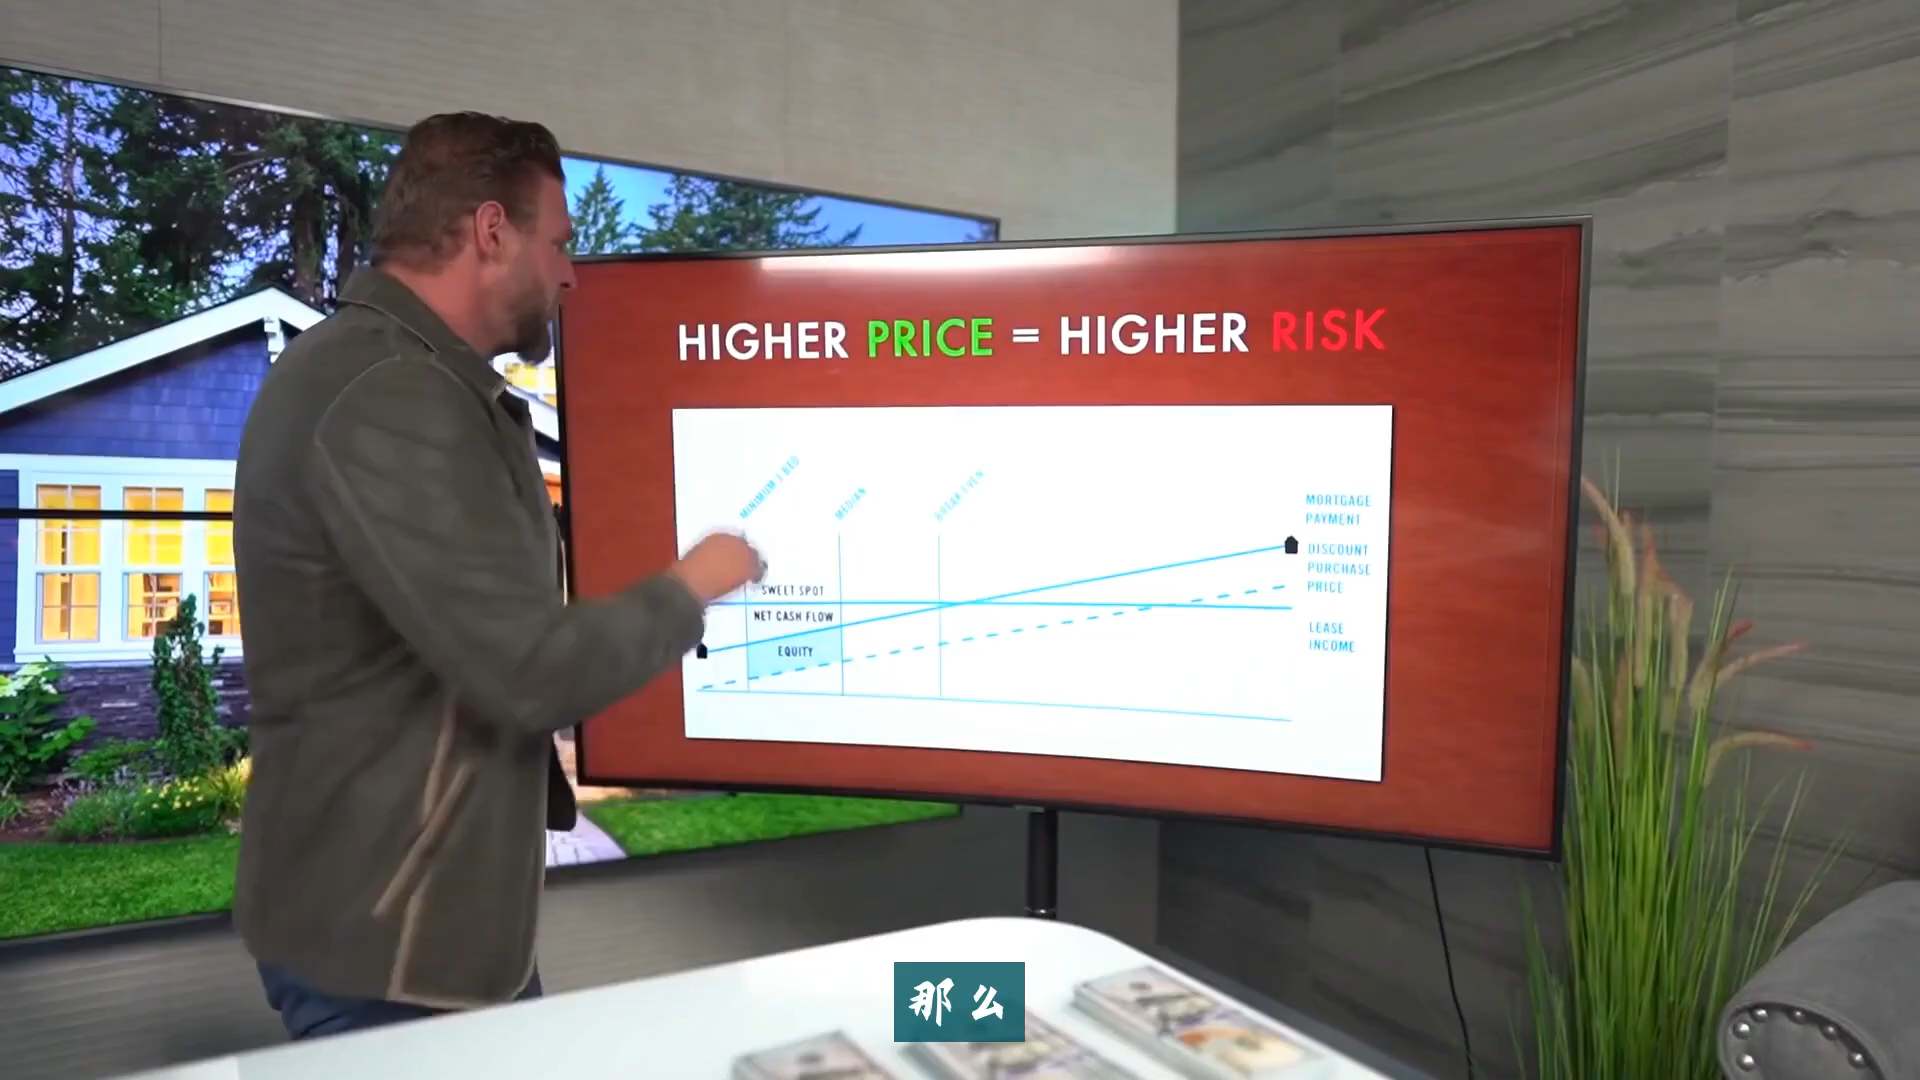 HIGHER PRICE = HIGHER RISK
MINIMUM 3 BED
MEDIAN
BREAK EVEN
MORTGAGE
PAYMENT
DISCOUNT
PURCHASE
PRICE
LEASE
INCOME
SWEET SPOT
NET CASH FLOW
EQUITY
那么